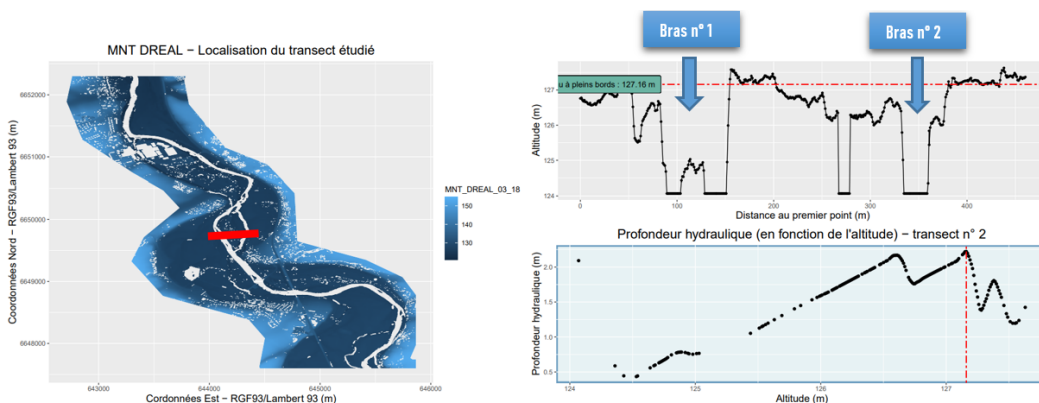 MNT DREAL − Localisation du transect étudié
Coordonnées Nord − RGF93/Lambert 93 (m)
6652000
6651000
6650000
6649000
6648000
643000
644000
645000
646000
Cordonnées Est − RGF93/Lambert 93 (m)
MNT_DREAL_03_18
150
140
130
Bras n° 1
Bras n° 2
u à pleins bords : 127.16 m
Altitude (m)
127
126
125
124
0
100
200
300
400
Distance au premier point (m)
Profondeur hydraulique (en fonction de l'altitude) − transect n° 2
Profondeur hydraulique (m)
2.0
1.5
1.0
0.5
124
125
126
127
Altitude (m)